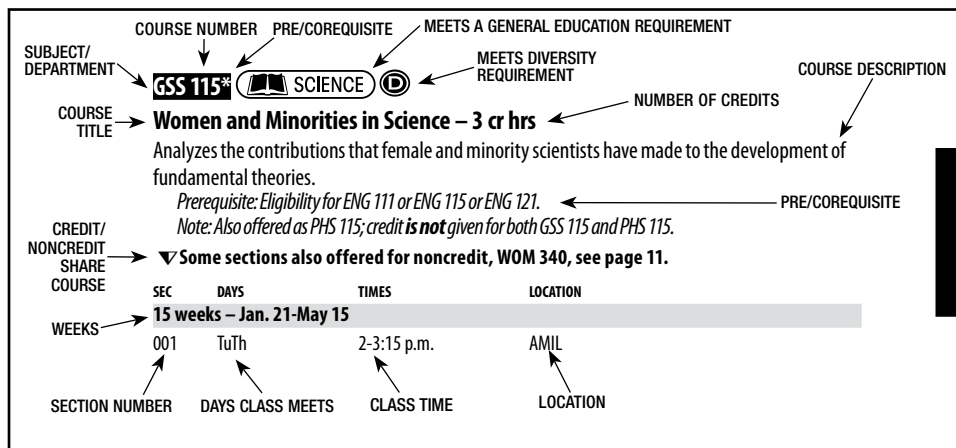 COURSE NUMBER PRE/COREQUISITE MEETS A GENERAL EDUCATION REQUIREMENT
SUBJECT/
DEPARTMENT
MEETS DIVERSITY
REQUIREMENT
COURSE DESCRIPTION
GSS 115* SCIENCE D
NUMBER OF CREDITS
COURSE
TITLE
Women and Minorities in Science – 3 cr hrs
Analyzes the contributions that female and minority scientists have made to the development of
fundamental theories.
Prerequisite: Eligibility for ENG 111 or ENG 115 or ENG 121.
PRE/COREQUISITE
Note: Also offered as PHS 115; credit is not given for both GSS 115 and PHS 115.
CREDIT/
NONCREDIT
SHARE
COURSE
Some sections also offered for noncredit, WOM 340, see page 11.
SEC DAYS TIMES LOCATION
WEEKS
15 weeks – Jan. 21-May 15
001 TuTh 2-3:15 p.m. AMIL
SECTION NUMBER DAYS CLASS MEETS CLASS TIME LOCATION